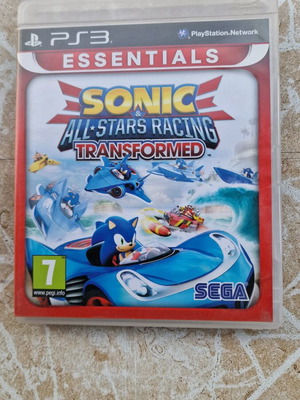 PS3
PlayStation.Network
ESSENTIALS
SONIC
&
ALL-STARS RACING
TRANSFORMED
7
www.pegi.info
SEGA